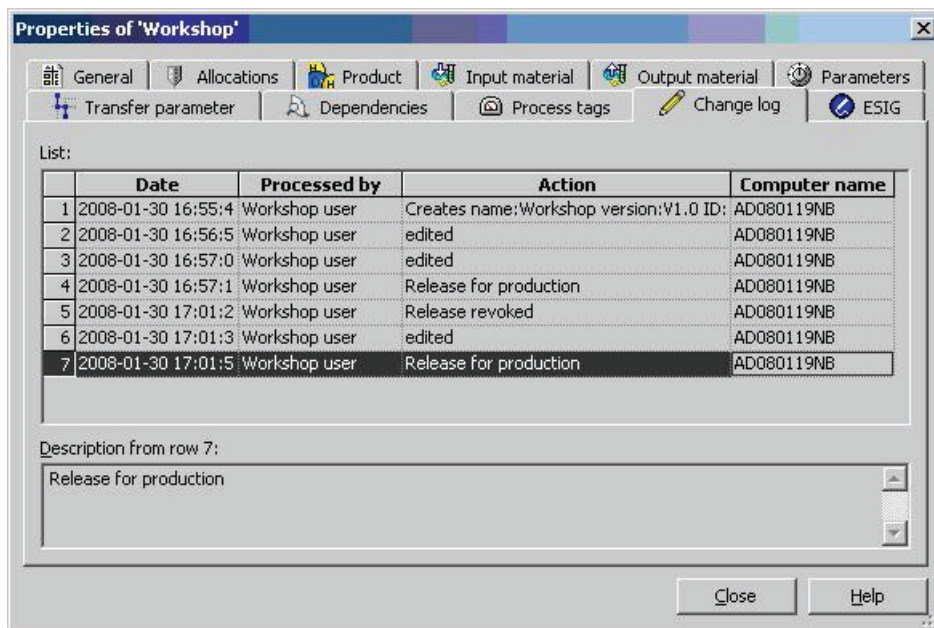 Properties of 'Workshop'
General Allocations Product Input material Output material Parameters
Transfer parameter Dependencies Process tags Change log ESIG
List:
Date Processed by Action Computer name
1 2008-01-30 16:55:4 Workshop user Creates name:Workshop version:V1.0 ID: AD080119NB
2 2008-01-30 16:56:5 Workshop user edited AD080119NB
3 2008-01-30 16:57:0 Workshop user edited AD080119NB
4 2008-01-30 16:57:1 Workshop user Release for production AD080119NB
5 2008-01-30 17:01:2 Workshop user Release revoked AD080119NB
6 2008-01-30 17:01:3 Workshop user edited AD080119NB
7 2008-01-30 17:01:5 Workshop user Release for production AD080119NB
Description from row 7:
Release for production
Close Help